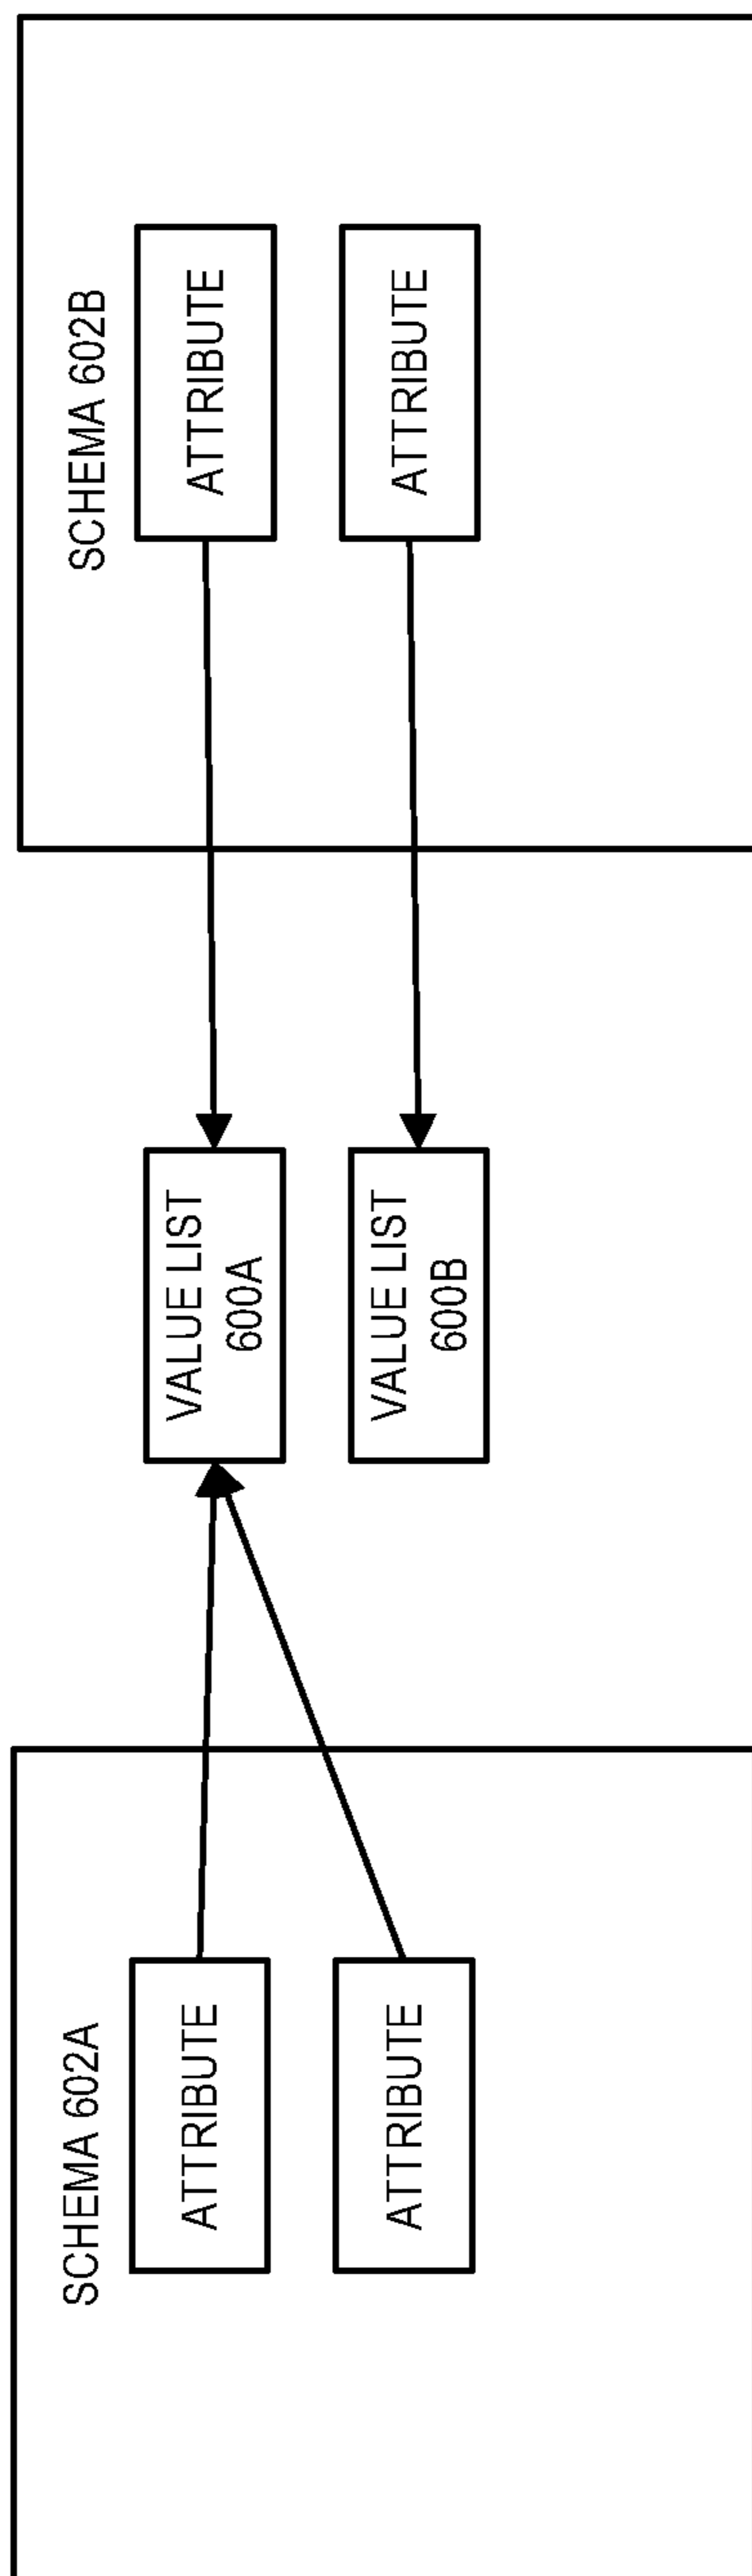 SCHEMA 602A
ATTRIBUTE
ATTRIBUTE
VALUE LIST
600A
VALUE LIST
600B
SCHEMA 602B
ATTRIBUTE
ATTRIBUTE